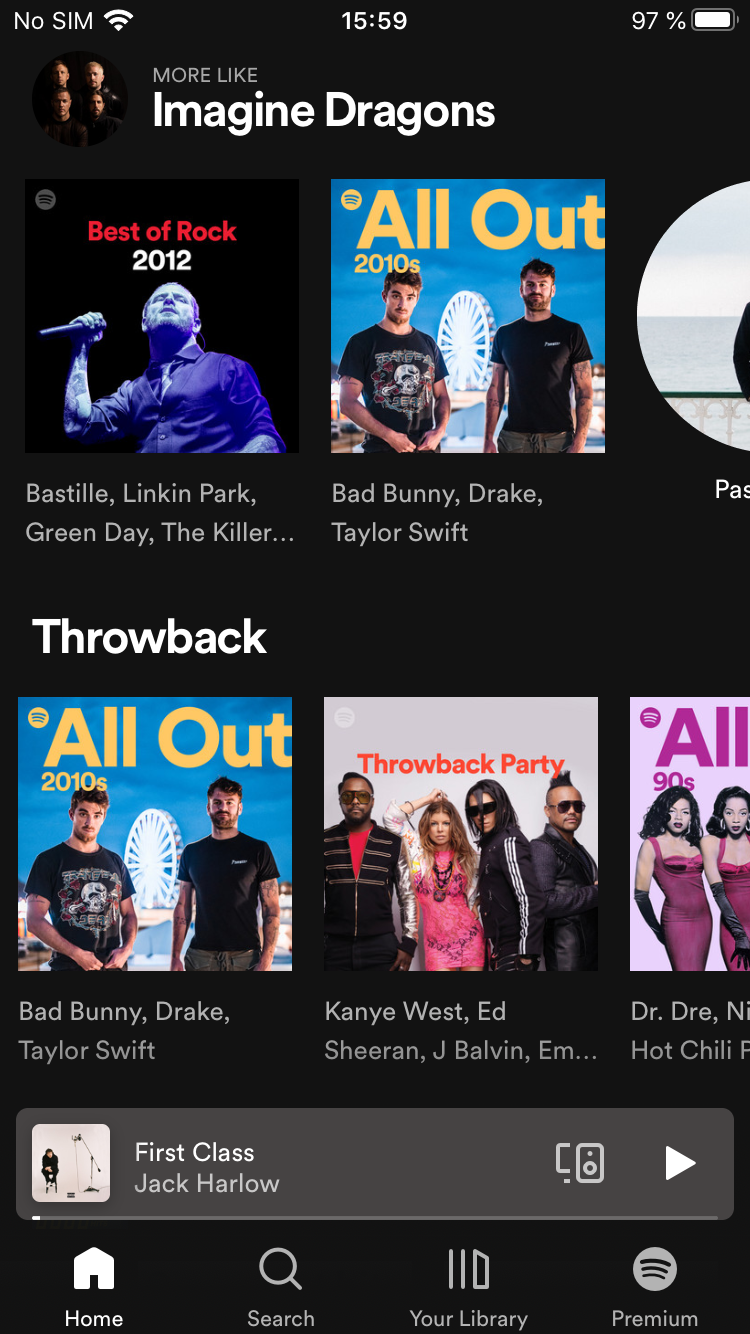 No SIM 15:59 97 %
MORE LIKE
Imagine Dragons
Best of Rock
2012
All Out
2010s
Bastille, Linkin Park,
Green Day, The Killer...
Bad Bunny, Drake,
Taylor Swift
Pas
Throwback
All Out
2010s
Throwback Party
All
90s
Bad Bunny, Drake,
Taylor Swift
Kanye West, Ed
Sheeran, J Balvin, Em...
Dr. Dre, Ni
Hot Chili P
First Class
Jack Harlow
Home
Search
Your Library
Premium